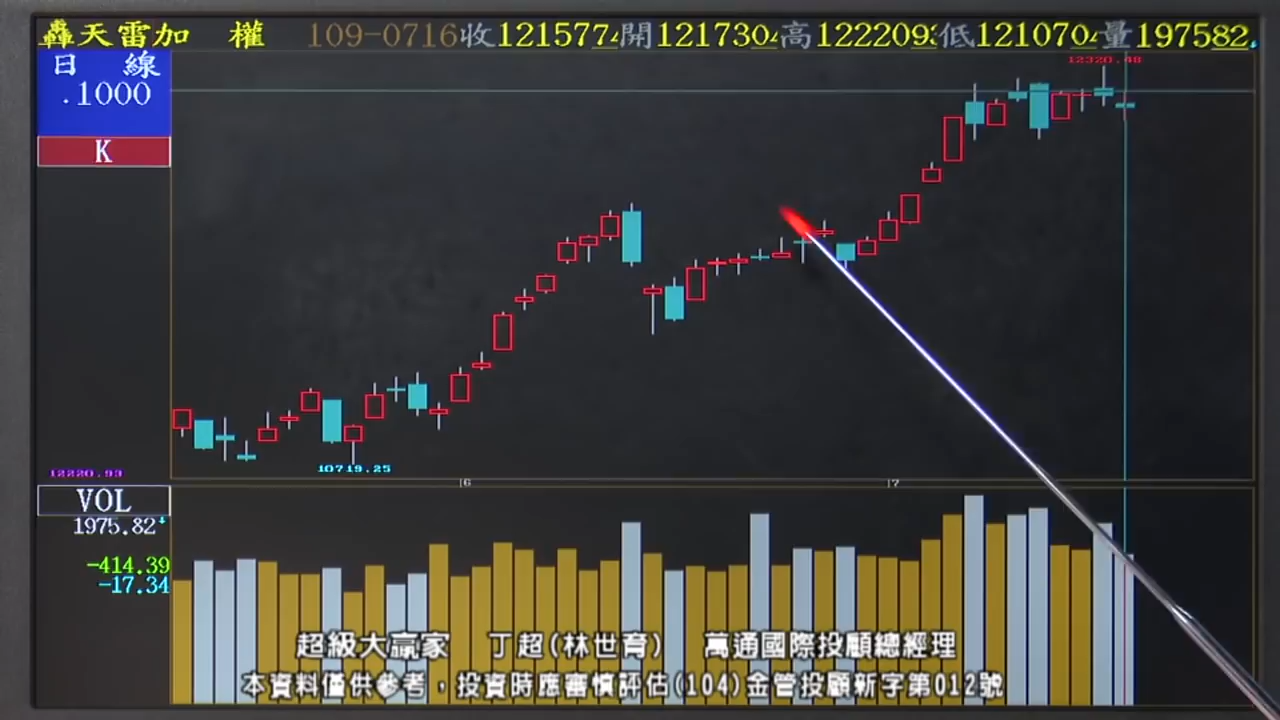 轟天雷加 權 109-0716收1215774開1217304高122209低1210704量197582
日 線
.1000
K
12320.48
10719.25
12220.93
6 7
VOL
1975.82
-414.39
-17.34
超級大贏家 丁超(林世育) 萬通國際投顧總經理
本資料僅供參考，投資時應審慎評估(104)金管投顧新字第012號